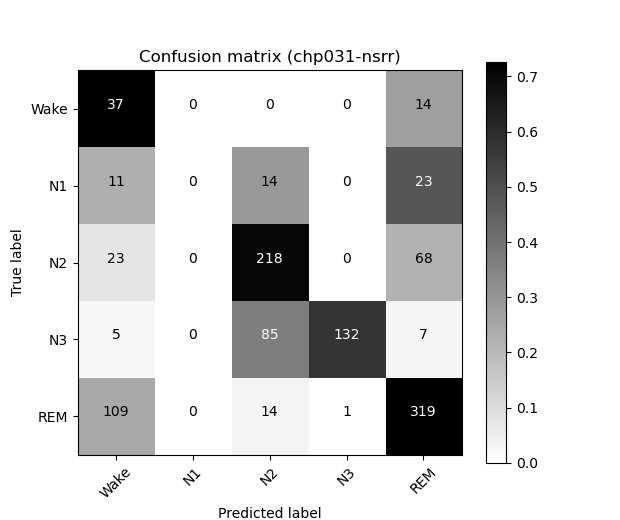 Confusion matrix (chp031-nsrr)
0.7
Wake 37 0 0 0 14
0.6
N1 11 0 14 0 23
0.5
0.4
N2 23 0 218 0 68
0.3
N3 5 0 85 132 7
0.2
REM 109 0 14 1 319
0.1
0.0
True label
Wake N1 N2 N3 REM
Predicted label